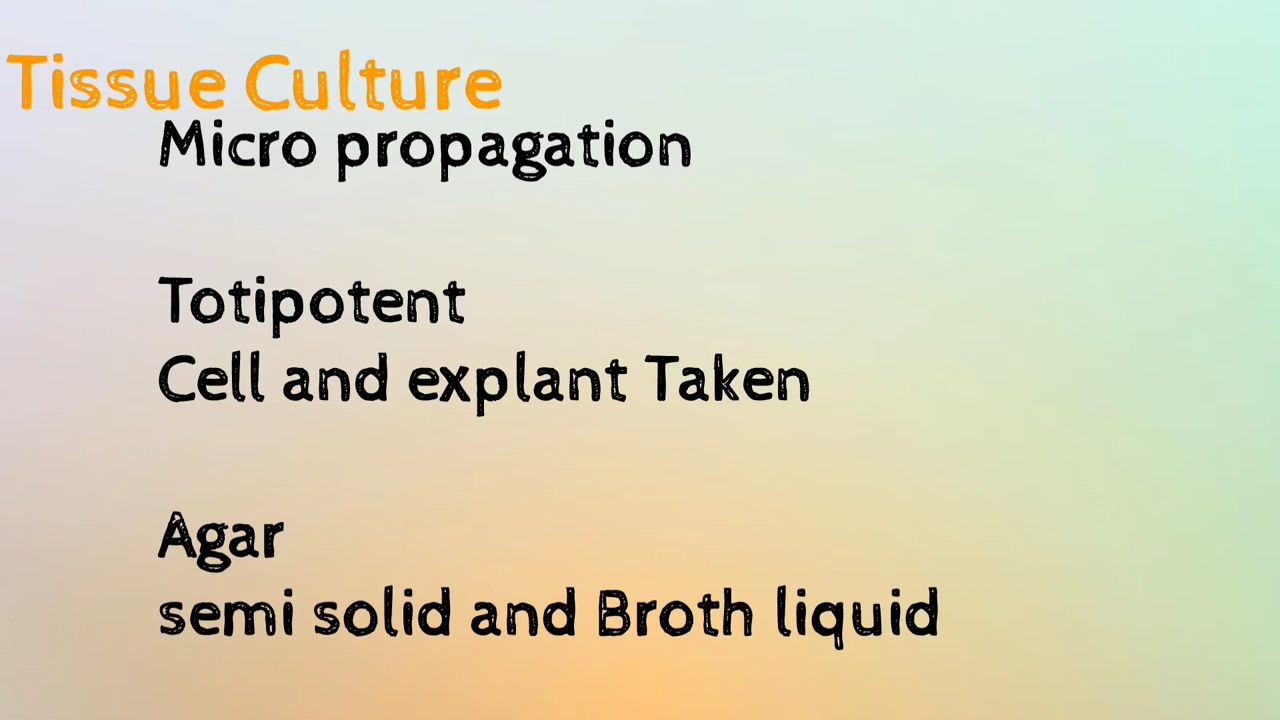 Tissue Culture
Micro propagation
Totipotent
Cell and explant Taken
Agar
semi solid and Broth liquid